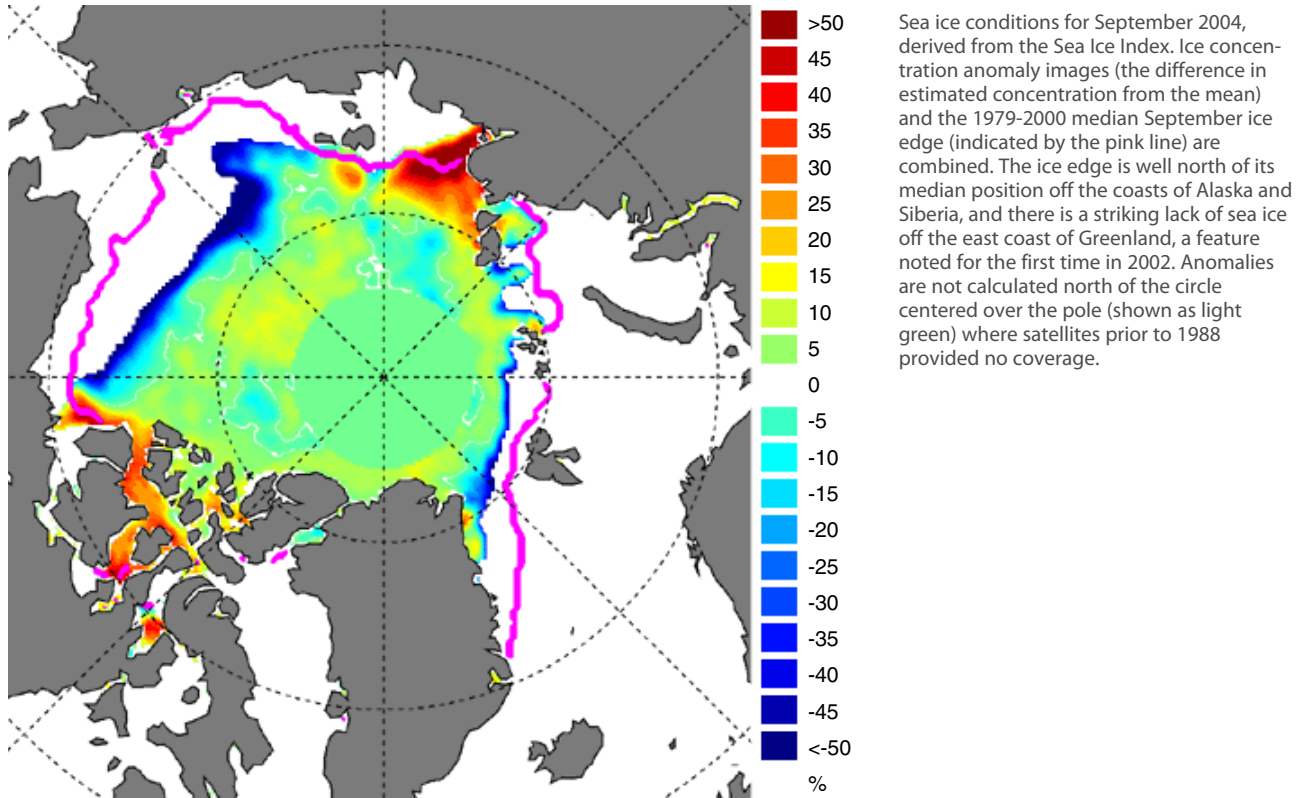 >50
45
40
35
30
25
20
15
10
5
0
-5
-10
-15
-20
-25
-30
-35
-40
-45
<-50
%
Sea ice conditions for September 2004,
derived from the Sea Ice Index. Ice concen-
tration anomaly images (the difference in
estimated concentration from the mean)
and the 1979-2000 median September ice
edge (indicated by the pink line) are
combined. The ice edge is well north of its
median position off the coasts of Alaska and
Siberia, and there is a striking lack of sea ice
off the east coast of Greenland, a feature
noted for the first time in 2002. Anomalies
are not calculated north of the circle
centered over the pole (shown as light
green) where satellites prior to 1988
provided no coverage.